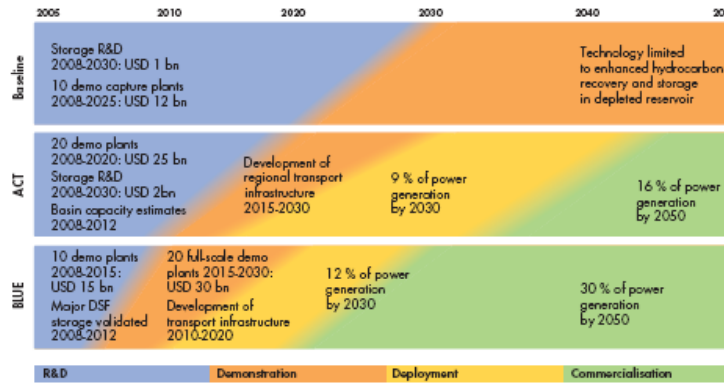 2005 2010 2020 2030 2040 20
Baseline
Storage R&D
2008-2030: USD 1 bn
10 demo capture plants
2008-2025: USD 12 bn
Technology limited
to enhanced hydrocarbon
recovery and storage
in depleted reservoir
ACT
20 demo plants
2008-2020: USD 25 bn
Storage R&D
2008-2030: USD 2bn
Basin capacity estimates
2008-2012
Development of
regional transport
infrastructure
2015-2030
9 % of power
generation
by 2030
16 % of power
generation
by 2050
BLUE
10 demo plants
2008-2015:
USD 15 bn
Major DSF
storage validated
2008-2012
20 full-scale demo
plants 2015-2030:
USD 30 bn
Development of
transport infrastructure
2010-2020
12 % of power
generation
by 2030
30 % of power
generation
by 2050
R&D Demonstration Deployment Commercialisation